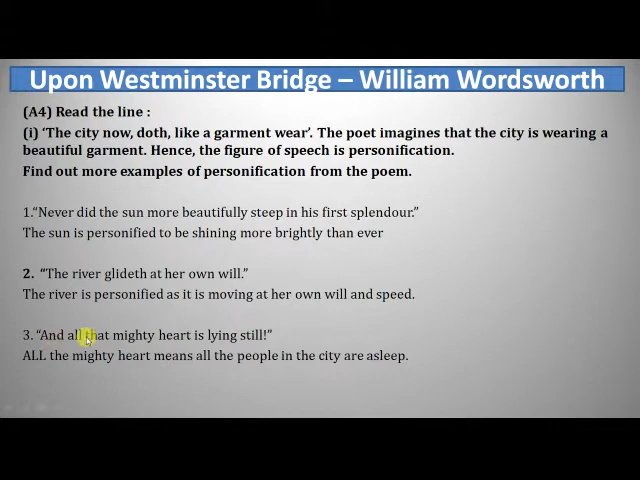 Upon Westminster Bridge – William Wordsworth
(A4) Read the line :
(i) ‘The city now, doth, like a garment wear’. The poet imagines that the city is wearing a
beautiful garment. Hence, the figure of speech is personification.
Find out more examples of personification from the poem.
1.“Never did the sun more beautifully steep in his first splendour.”
The sun is personified to be shining more brightly than ever
2. “The river glideth at her own will.”
The river is personified as it is moving at her own will and speed.
3. “And all that mighty heart is lying still!”
ALL the mighty heart means all the people in the city are asleep.